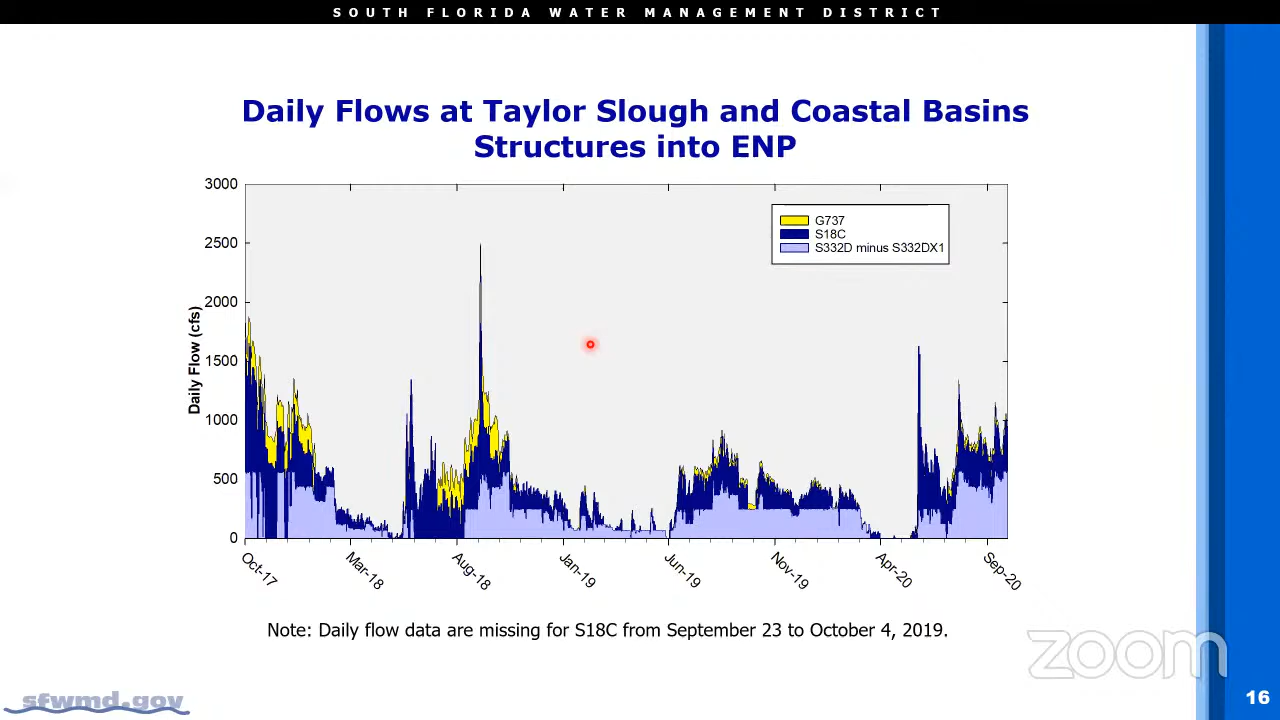 SOUTH FLORIDA WATER MANAGEMENT DISTRICT
Daily Flows at Taylor Slough and Coastal Basins
Structures into ENP
3000
2500
2000
1500
1000
500
0
Daily Flow (cfs)
G737
S18C
S332D minus S332DX1
Oct-17
Mar-18
Aug-18
Jan-19
Jun-19
Nov-19
Apr-20
Sep-20
Note: Daily flow data are missing for S18C from September 23 to October 4, 2019.
zoom
sfwmd.gov
16